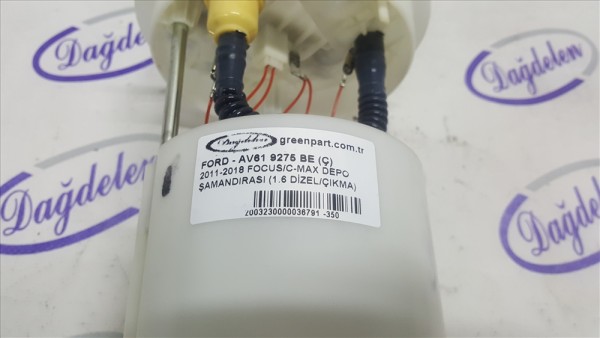 Dağdelen
Dağdelen
Dağdelen greenpart.com.tr
FORD - AV61 9275 BE (Ç)
2011-2018 FOCUS/C-MAX DEPO
ŞAMANDIRASI (1.6 DİZEL/ÇIKMA)
2003230000036791 -350
Dağdelen
Dağdelen